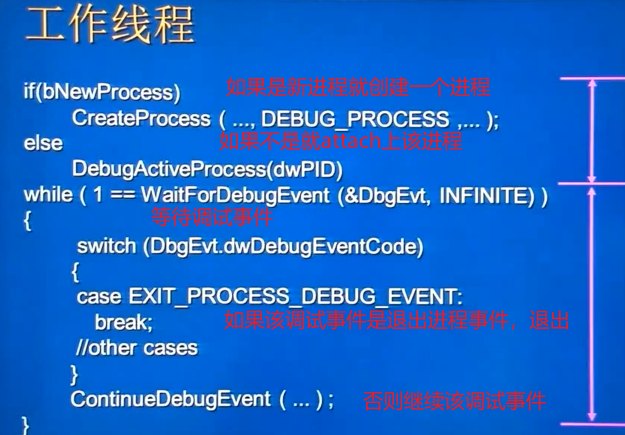 工作线程
if(bNewProcess) 如果是新进程就创建一个进程
CreateProcess ( ..., DEBUG_PROCESS ,... );
else 如果不是就attach上该进程
DebugActiveProcess(dwPID)
while ( 1 == WaitForDebugEvent (&DbgEvt, INFINITE) )
{ 等待调试事件
switch (DbgEvt.dwDebugEventCode)
{
case EXIT_PROCESS_DEBUG_EVENT:
break; 如果该调试事件是退出进程事件，退出
//other cases
}
ContinueDebugEvent ( ... ) ; 否则继续该调试事件
}